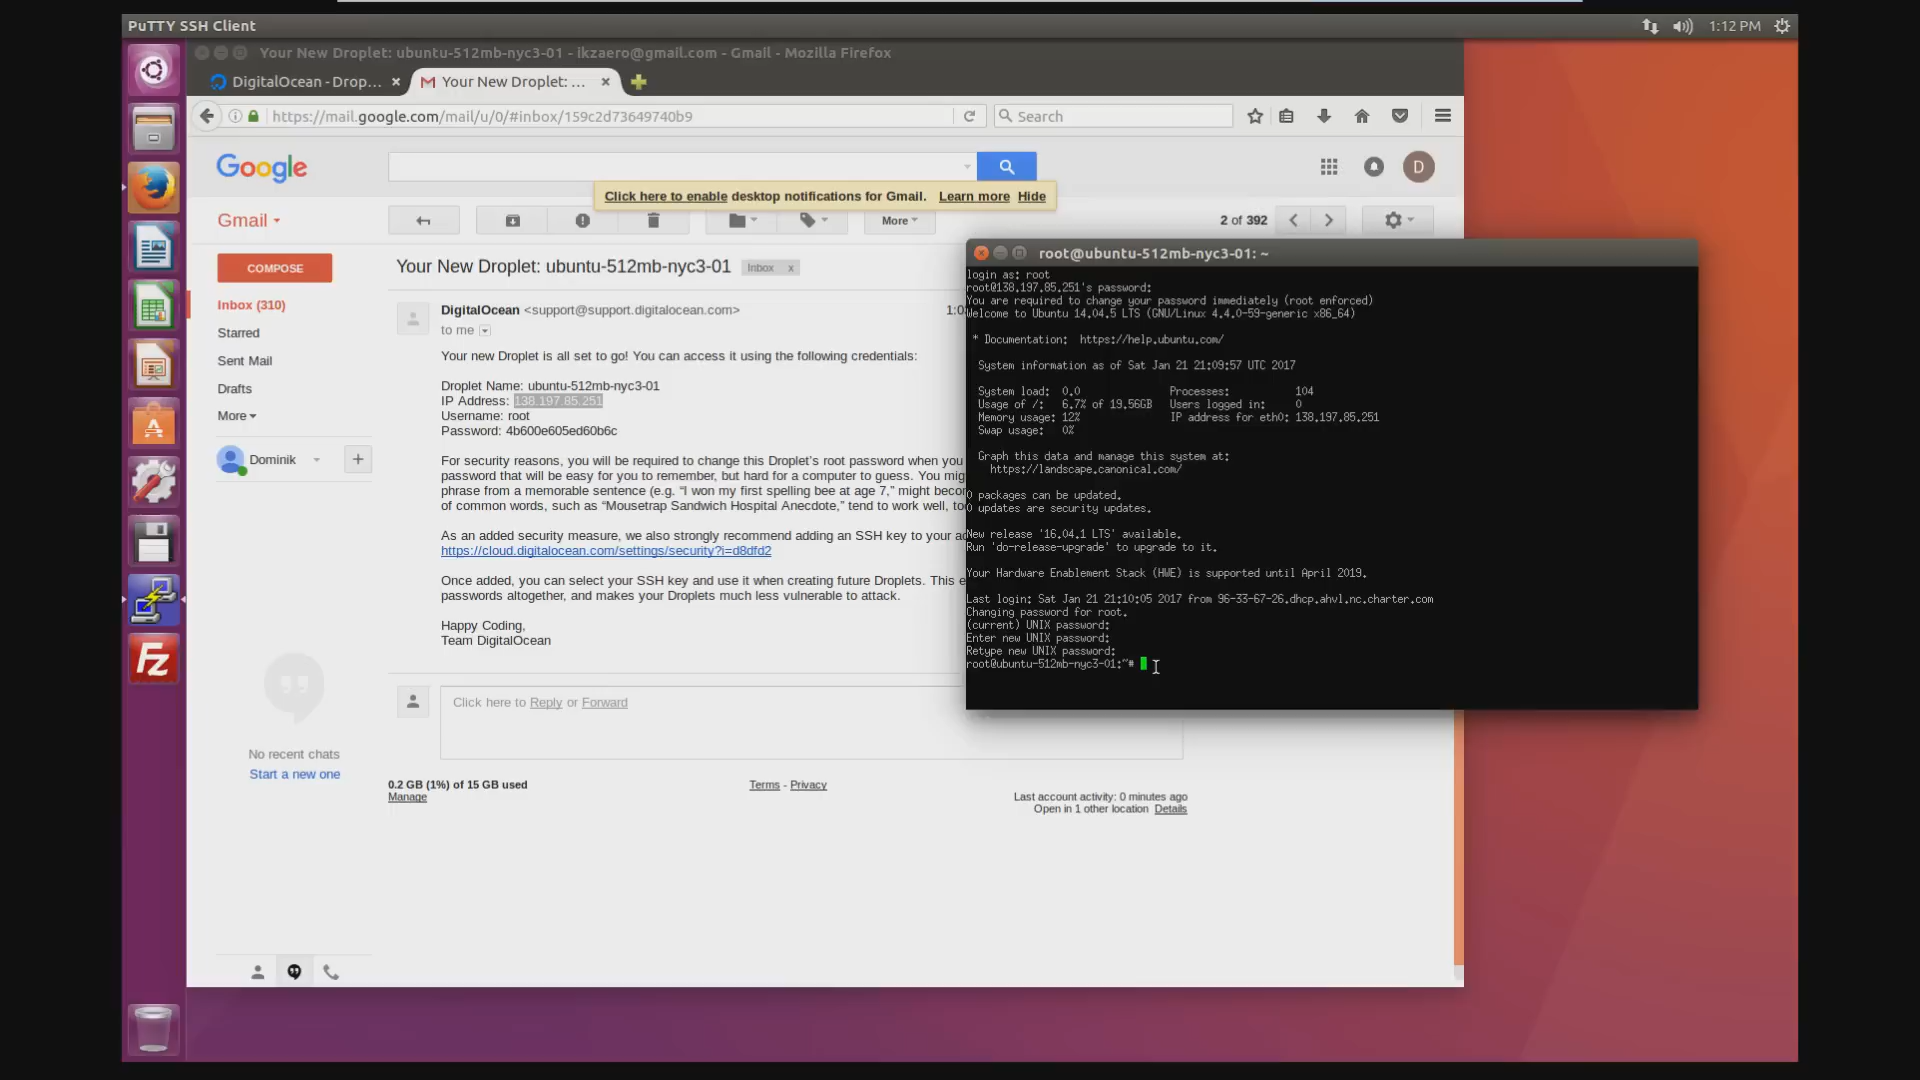 PuTTY SSH Client
1:12 PM
Your New Droplet: ubuntu-512mb-nyc3-01 - ikzaero@gmail.com - Gmail - Mozilla Firefox
DigitalOcean - Drop...
Your New Droplet: ...
https://mail.google.com/mail/u/0/#inbox/159c2d73649740b9
Search
Google
D
Click here to enable desktop notifications for Gmail. Learn more Hide
Gmail
More
2 of 392
COMPOSE
Inbox (310)
Starred
Sent Mail
Drafts
More
Dominik
No recent chats
Start a new one
Your New Droplet: ubuntu-512mb-nyc3-01
Inbox x
DigitalOcean <support@support.digitalocean.com>
to me
Your new Droplet is all set to go! You can access it using the following credentials:
Droplet Name: ubuntu-512mb-nyc3-01
IP Address: 138.197.85.251
Username: root
Password: 4b600e605ed60b6c
For security reasons, you will be required to change this Droplet's root password when you
password that will be easy for you to remember, but hard for a computer to guess. You
phrase from a memorable sentence (e.g. “I won my first spelling bee at age 7,” might
of common words, such as “Mousetrap Sandwich Hospital Anecdote,” tend to work well,
As an added security measure, we also strongly recommend adding an SSH key to your
https://cloud.digitalocean.com/settings/security?i=d8dfd2
Once added, you can select your SSH key and use it when creating future Droplets. This
passwords altogether, and makes your Droplets much less vulnerable to attack.
Happy Coding,
Team DigitalOcean
Click here to Reply or Forward
0.2 GB (1%) of 15 GB used
Manage
Terms - Privacy
Last account activity: 0 minutes ago
Open in 1 other location Details
root@ubuntu-512mb-nyc3-01: ~
login as: root
root@138.197.85.251's password:
You are required to change your password immediately (root enforced)
Welcome to Ubuntu 14.04.5 LTS (GNU/Linux 4.4.0-59-generic x86_64)
* Documentation: https://help.ubuntu.com/
System information as of Sat Jan 21 21:09:57 UTC 2017
System load: 0.0 Processes: 104
Usage of /: 6.7% of 19.56GB Users logged in: 0
Memory usage: 12% IP address for eth0: 138.197.85.251
Swap usage: 0%
Graph this data and manage this system at:
https://landscape.canonical.com/
0 packages can be updated.
0 updates are security updates.
New release '16.04.1 LTS' available.
Run 'do-release-upgrade' to upgrade to it.
Your Hardware Enablement Stack (HWE) is supported until April 2019.
Last login: Sat Jan 21 21:10:05 2017 from 96-33-67-26.dhcp.ahvl.nc.charter.com
Changing password for root.
(current) UNIX password:
Enter new UNIX password:
Retype new UNIX password:
root@ubuntu-512mb-nyc3-01:~#